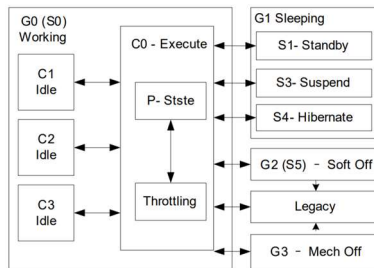 G0 (S0)
Working
C1
Idle
C2
Idle
C3
Idle
C0 - Execute
P- Stste
Throttling
G1 Sleeping
S1- Standby
S3- Suspend
S4- Hibernate
G2 (S5) - Soft Off
Legacy
G3 - Mech Off